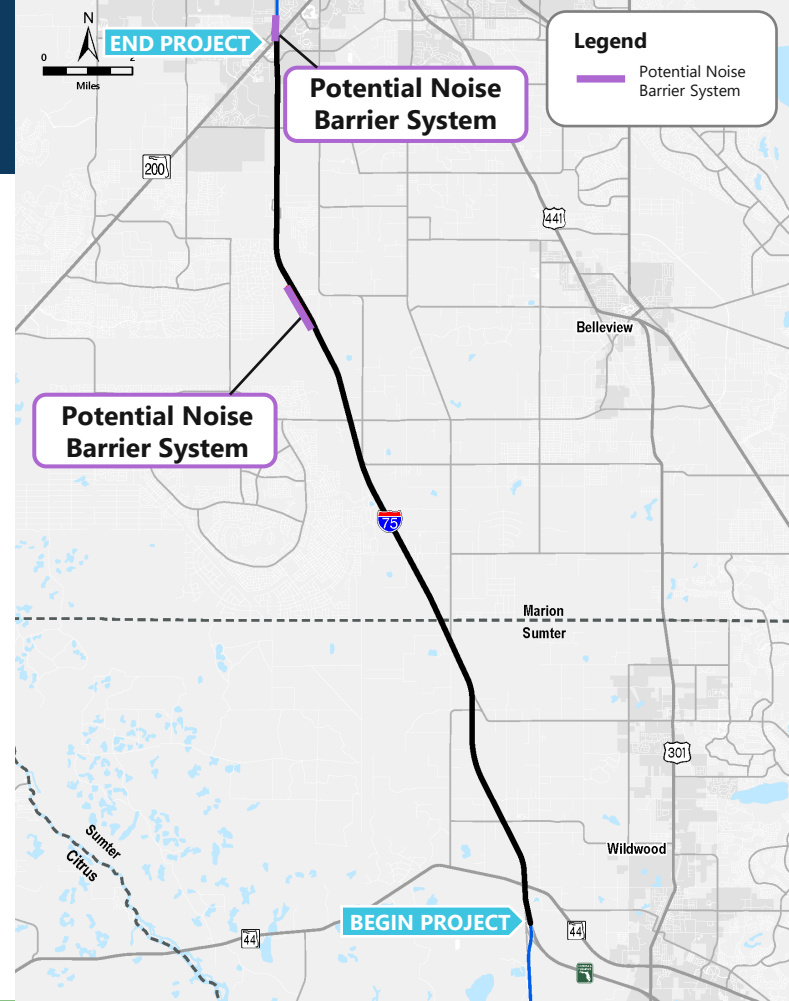 N
0
2
Miles
END PROJECT
Potential Noise
Barrier System
Legend
Potential Noise
Barrier System
200
441
Belleview
Potential Noise
Barrier System
75
Marion
Sumter
301
Sumter
Citrus
Wildwood
BEGIN PROJECT
44
44